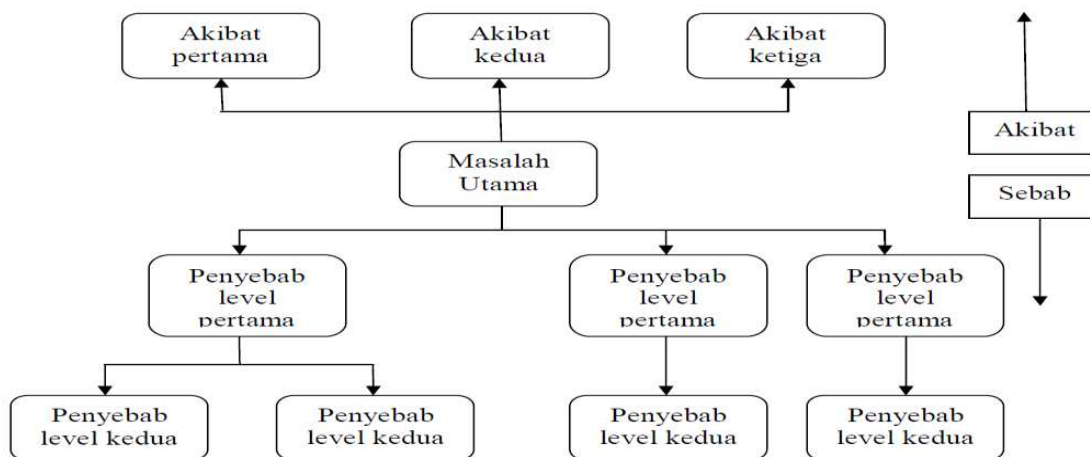 Akibat
pertama
Akibat
kedua
Akibat
ketiga
Akibat
Masalah
Utama
Sebab
Penyebab
level
pertama
Penyebab
level
pertama
Penyebab
level
pertama
Penyebab
level kedua
Penyebab
level kedua
Penyebab
level kedua
Penyebab
level kedua